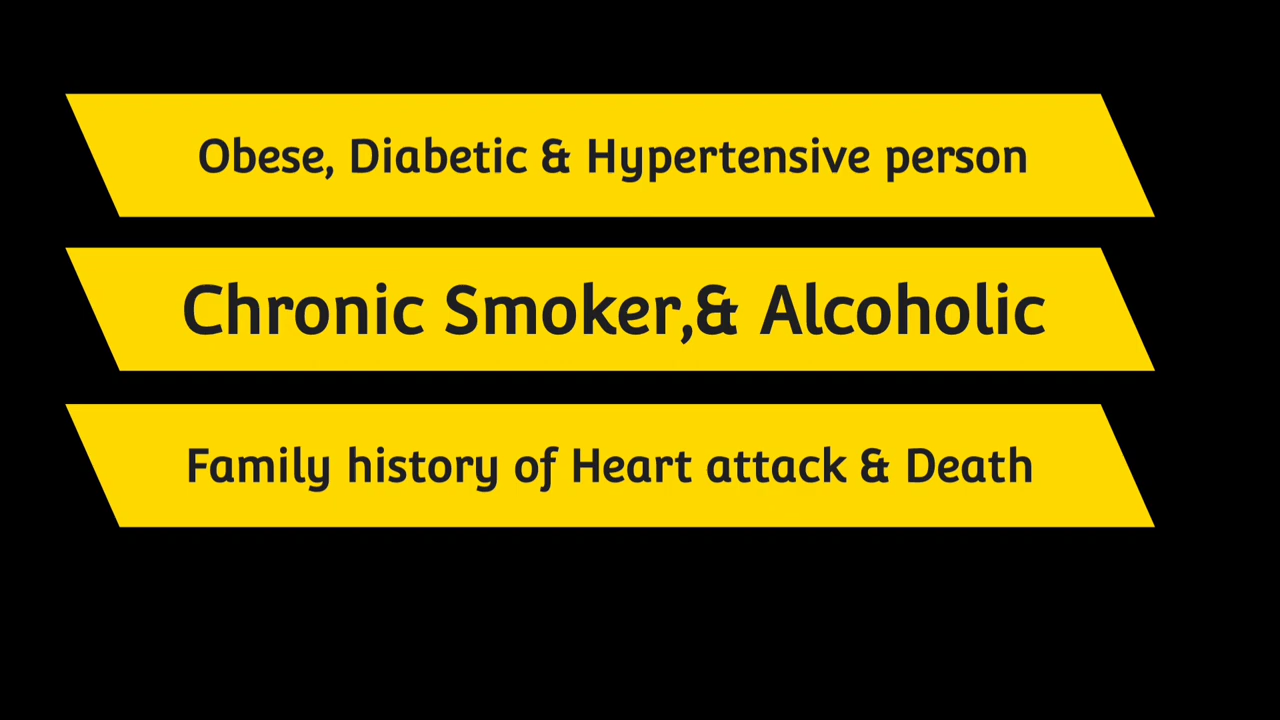 Obese, Diabetic & Hypertensive person
Chronic Smoker,& Alcoholic
Family history of Heart attack & Death